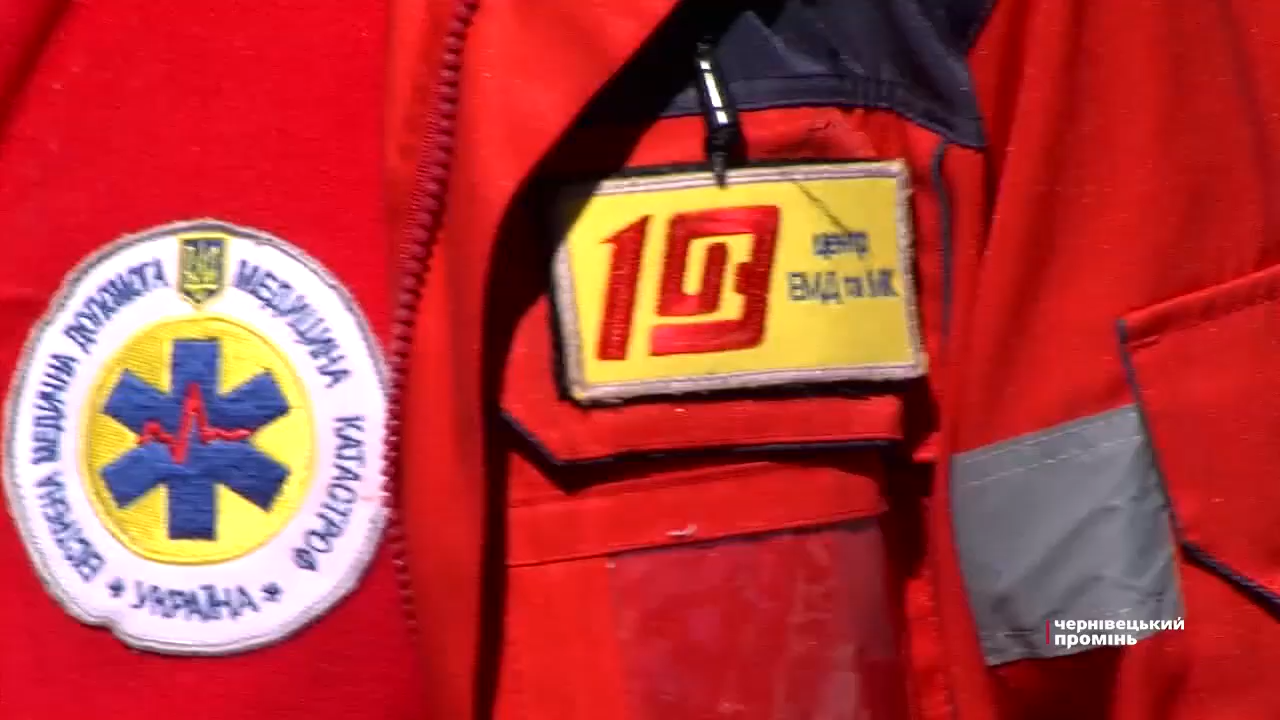 ЕКСТРЕНА МЕДИЧНА ДОПОМОГА
МЕДИЦИНА КАТАСТРОФ
* УКРАЇНА *
103
центр
ЕМД та МК
чернівецький
промінь